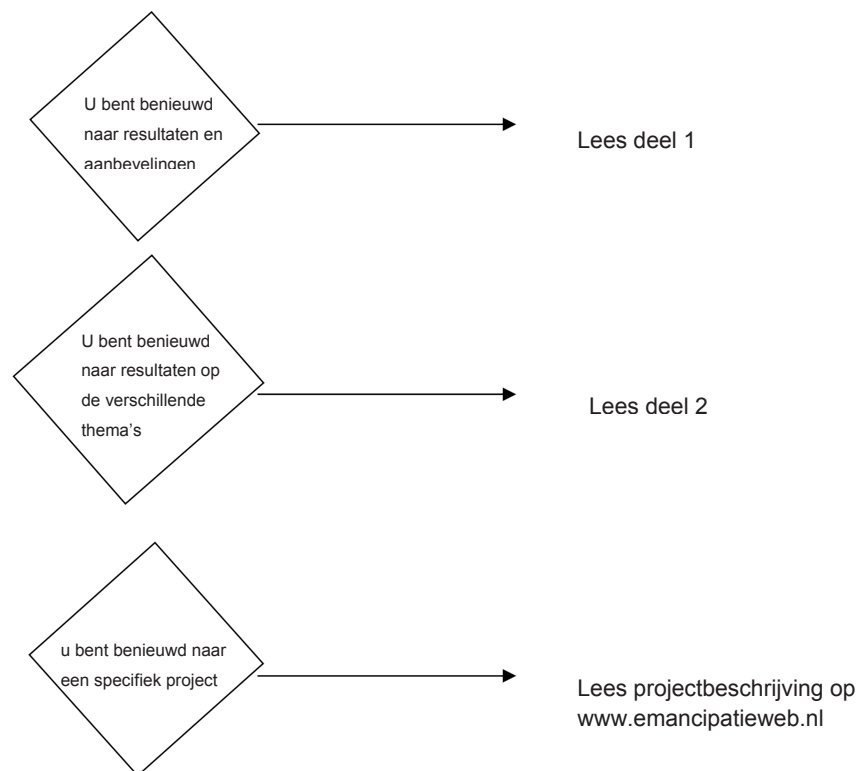 U bent benieuwd
naar resultaten en
aanbevelingen
Lees deel 1
U bent benieuwd
naar resultaten op
de verschillende
thema's
Lees deel 2
u bent benieuwd naar
een specifiek project
Lees projectbeschrijving op
www.emancipatieweb.nl